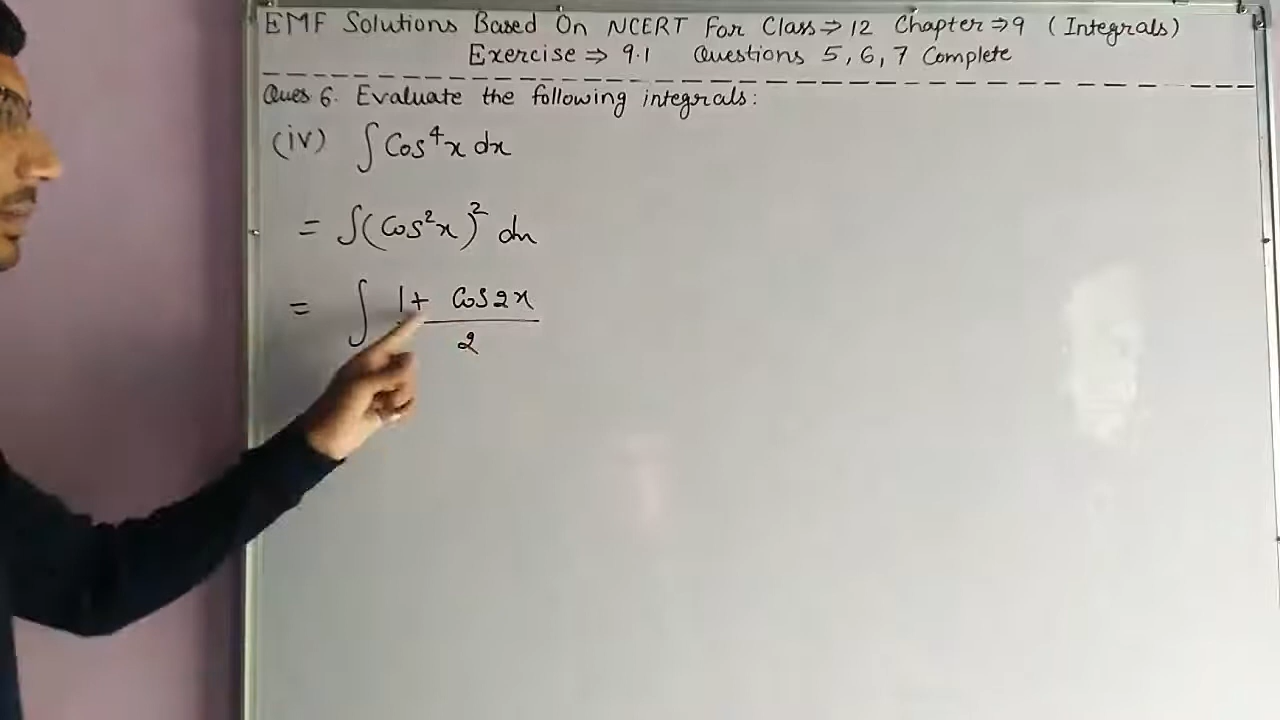 EMF Solutions Based On NCERT For Class ⇒ 12 Chapter ⇒ 9 (Integrals)
Exercise ⇒ 9.1 Questions 5, 6, 7 Complete
Ques 6. Evaluate the following integrals:
(iv) ∫ Cos⁴x dx
= ∫(Cos²x)² dx
= ∫ (1 + Cos2x)/2